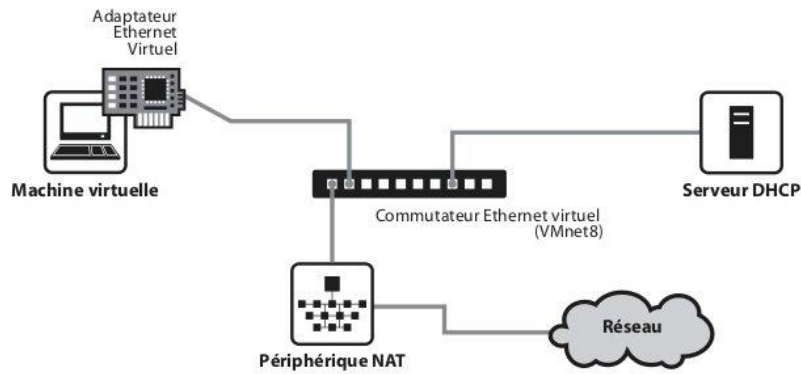 Adaptateur
Ethernet
Virtuel
Machine virtuelle
Serveur DHCP
Commutateur Ethernet virtuel
(VMnet8)
Réseau
Périphérique NAT